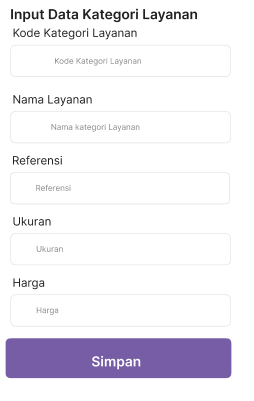 Input Data Kategori Layanan
Kode Kategori Layanan
Kode Kategori Layanan
Nama Layanan
Nama kategori Layanan
Referensi
Referensi
Ukuran
Ukuran
Harga
Harga
Simpan